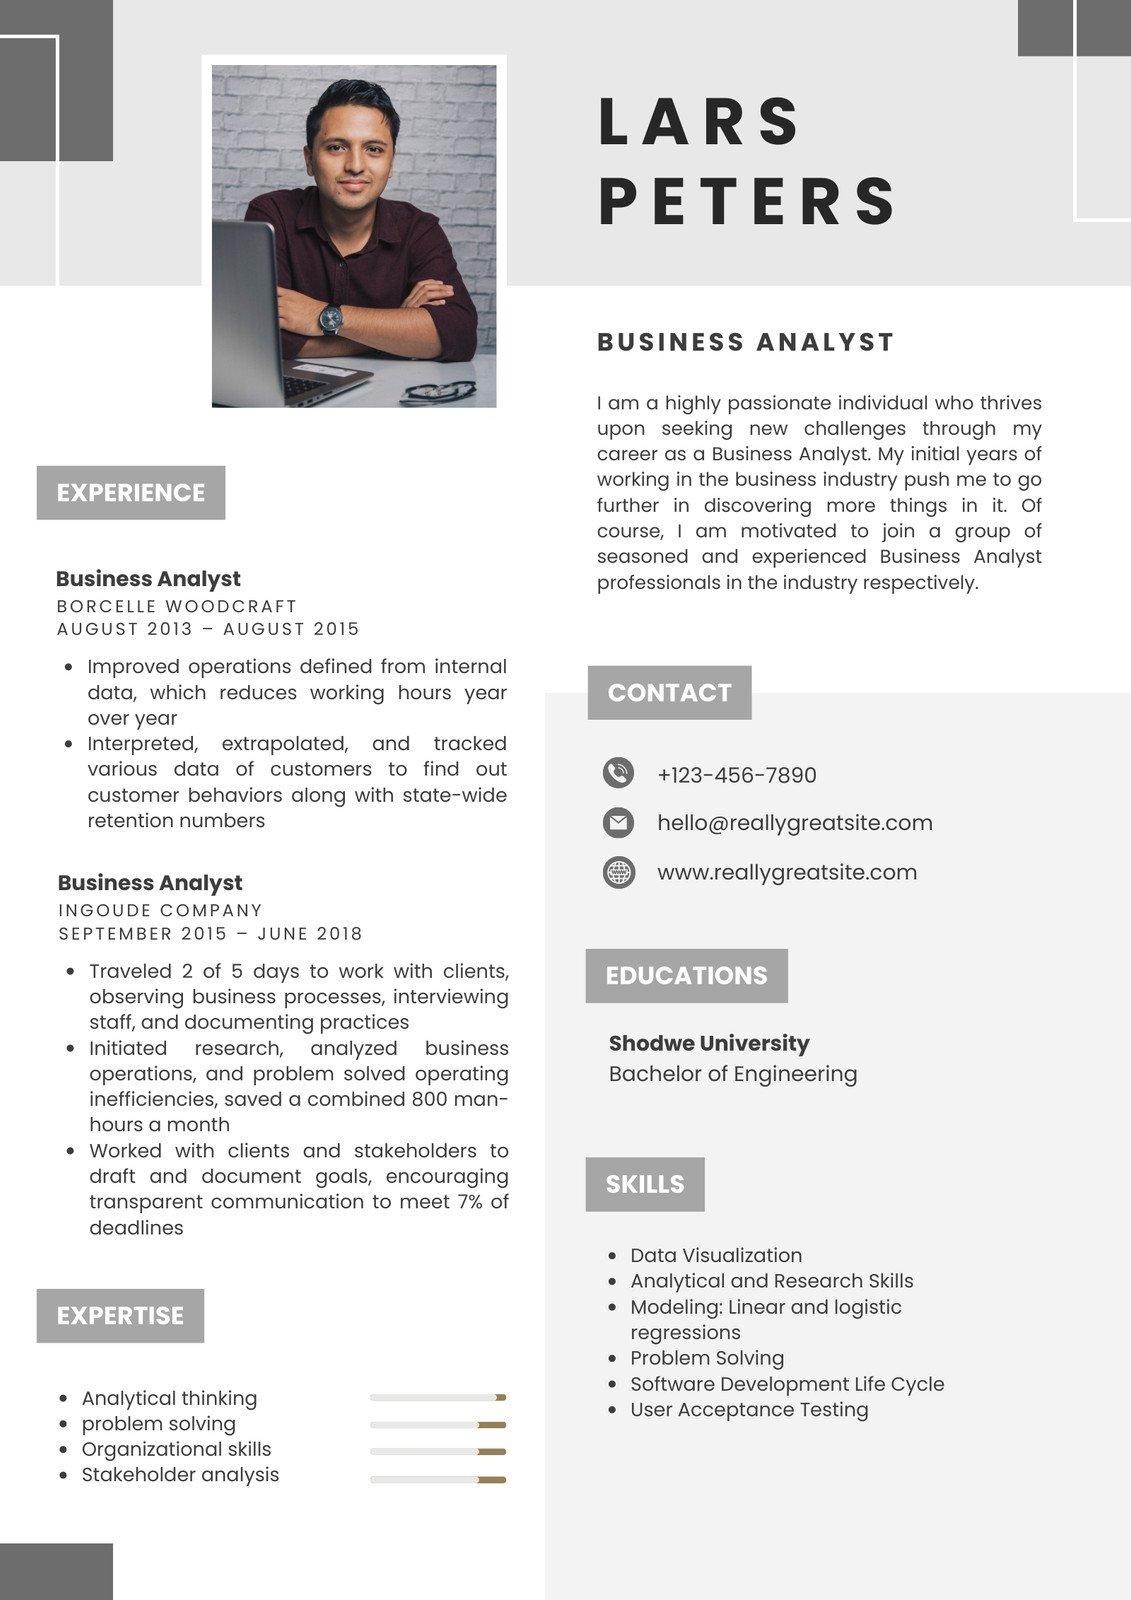 LARS
PETERS
BUSINESS ANALYST
I am a highly passionate individual who thrives
upon seeking new challenges through my
career as a Business Analyst. My initial years of
working in the business industry push me to go
further in discovering more things in it. Of
course, I am motivated to join a group of
seasoned and experienced Business Analyst
professionals in the industry respectively.
EXPERIENCE
Business Analyst
BORCELLE WOODCRAFT
AUGUST 2013 – AUGUST 2015
• Improved operations defined from internal
data, which reduces working hours year
over year
• Interpreted, extrapolated, and tracked
various data of customers to find out
customer behaviors along with state-wide
retention numbers
Business Analyst
INGOUDE COMPANY
SEPTEMBER 2015 – JUNE 2018
• Traveled 2 of 5 days to work with clients,
observing business processes, interviewing
staff, and documenting practices
• Initiated research, analyzed business
operations, and problem solved operating
inefficiencies, saved a combined 800 man-
hours a month
• Worked with clients and stakeholders to
draft and document goals, encouraging
transparent communication to meet 7% of
deadlines
EXPERTISE
• Analytical thinking
• problem solving
• Organizational skills
• Stakeholder analysis
CONTACT
+123-456-7890
hello@reallygreatsite.com
www.reallygreatsite.com
EDUCATIONS
Shodwe University
Bachelor of Engineering
SKILLS
• Data Visualization
• Analytical and Research Skills
• Modeling: Linear and logistic
regressions
• Problem Solving
• Software Development Life Cycle
• User Acceptance Testing